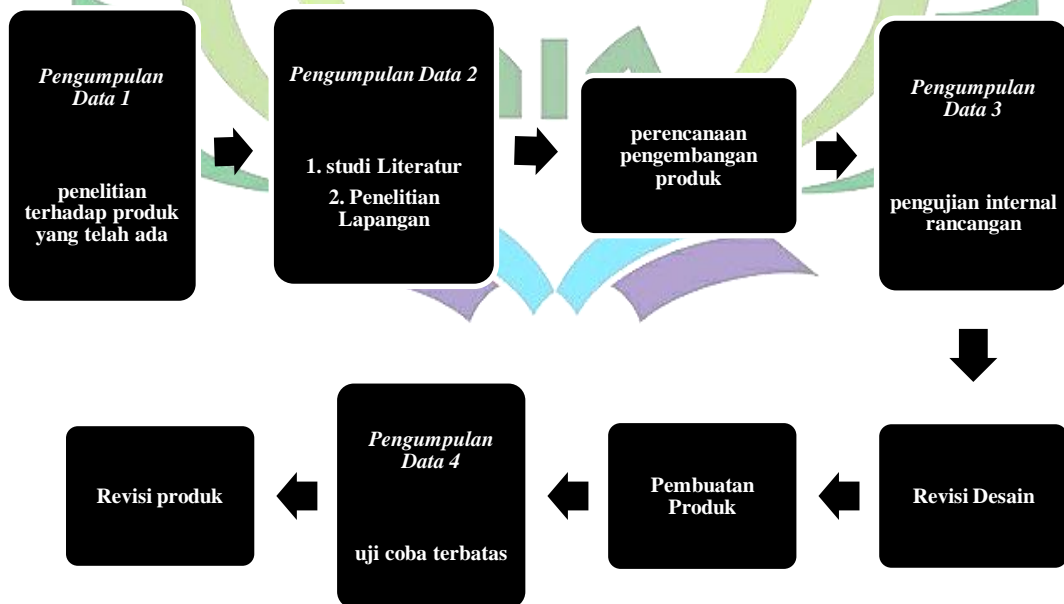 Pengumpulan
Data 1
penelitian
terhadap produk
yang telah ada
Pengumpulan Data 2
1. studi Literatur
2. Penelitian
Lapangan
perencanaan
pengembangan
produk
Pengumpulan
Data 3
pengujian internal
rancangan
Revisi Desain
Pembuatan
Produk
Pengumpulan
Data 4
uji coba terbatas
Revisi produk